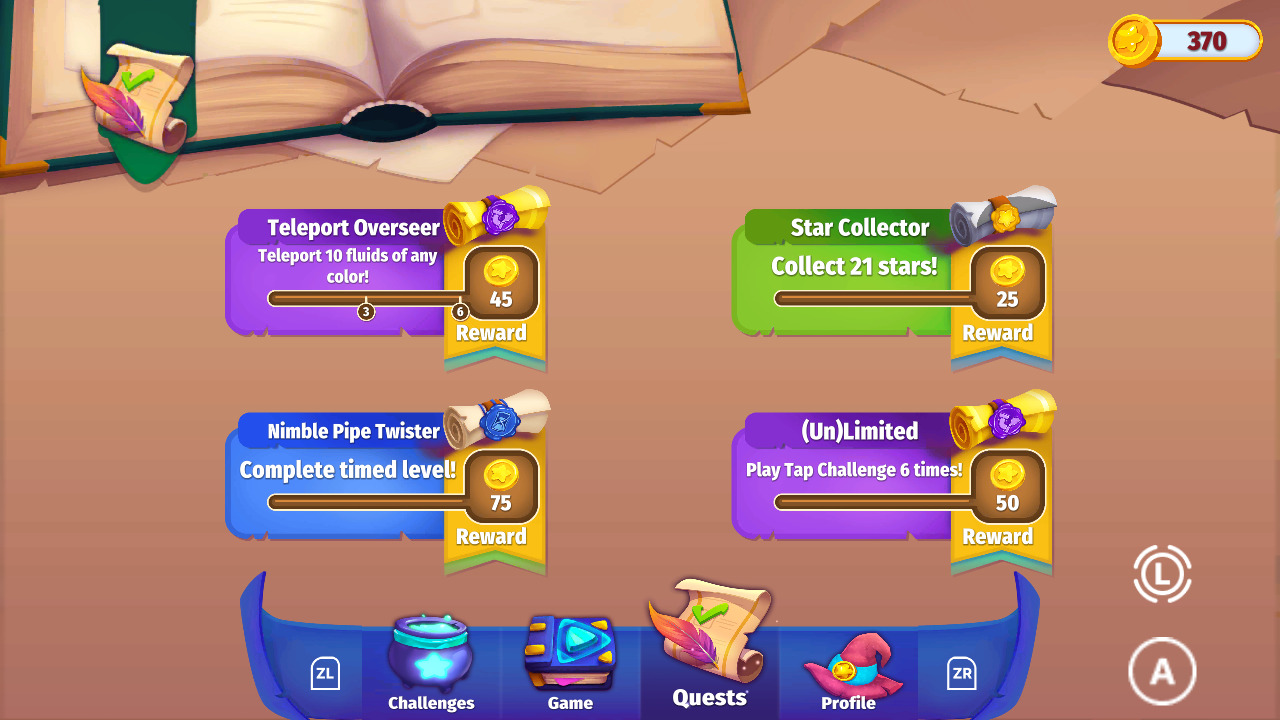 370
Teleport Overseer
Teleport 10 fluids of any
color!
3
6
45
Reward
Star Collector
Collect 21 stars!
25
Reward
Nimble Pipe Twister
Complete timed level!
75
Reward
(Un)Limited
Play Tap Challenge 6 times!
50
Reward
L
A
ZL
Challenges
Game
Quests
Profile
ZR